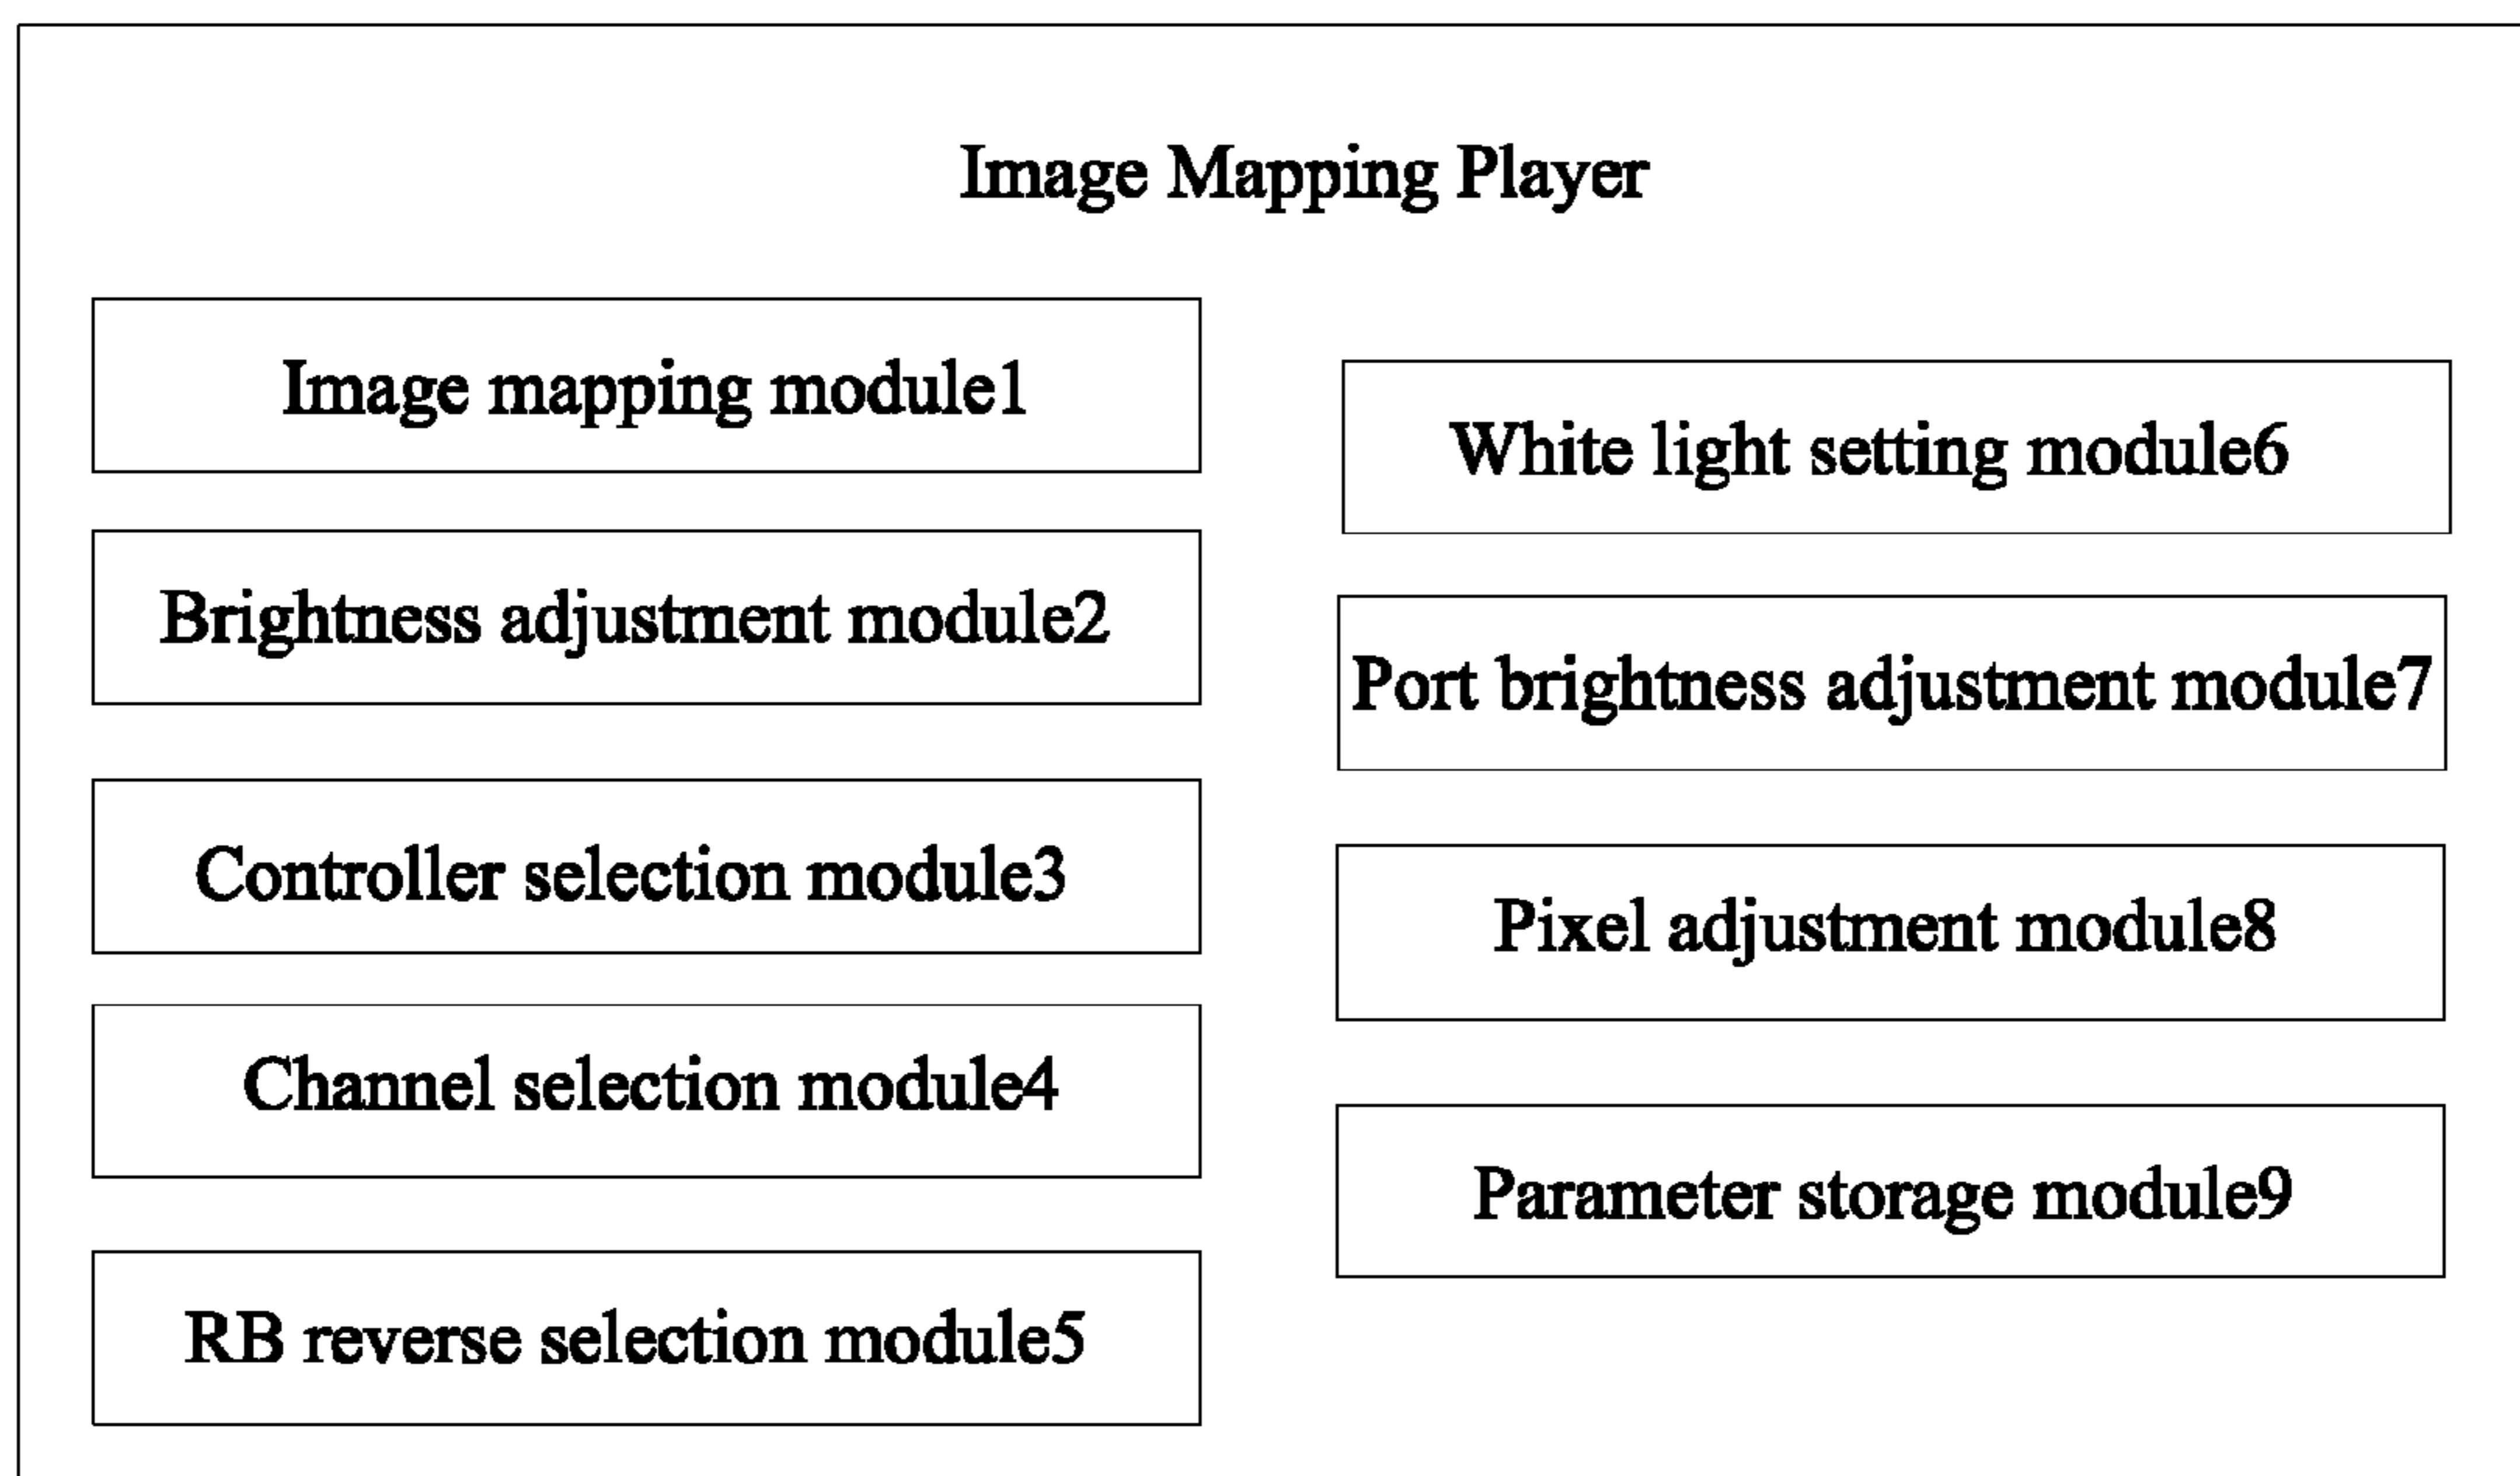 Image Mapping Player
Image mapping module1
Brightness adjustment module2
Controller selection module3
Channel selection module4
RB reverse selection module5
White light setting module6
Port brightness adjustment module7
Pixel adjustment module8
Parameter storage module9